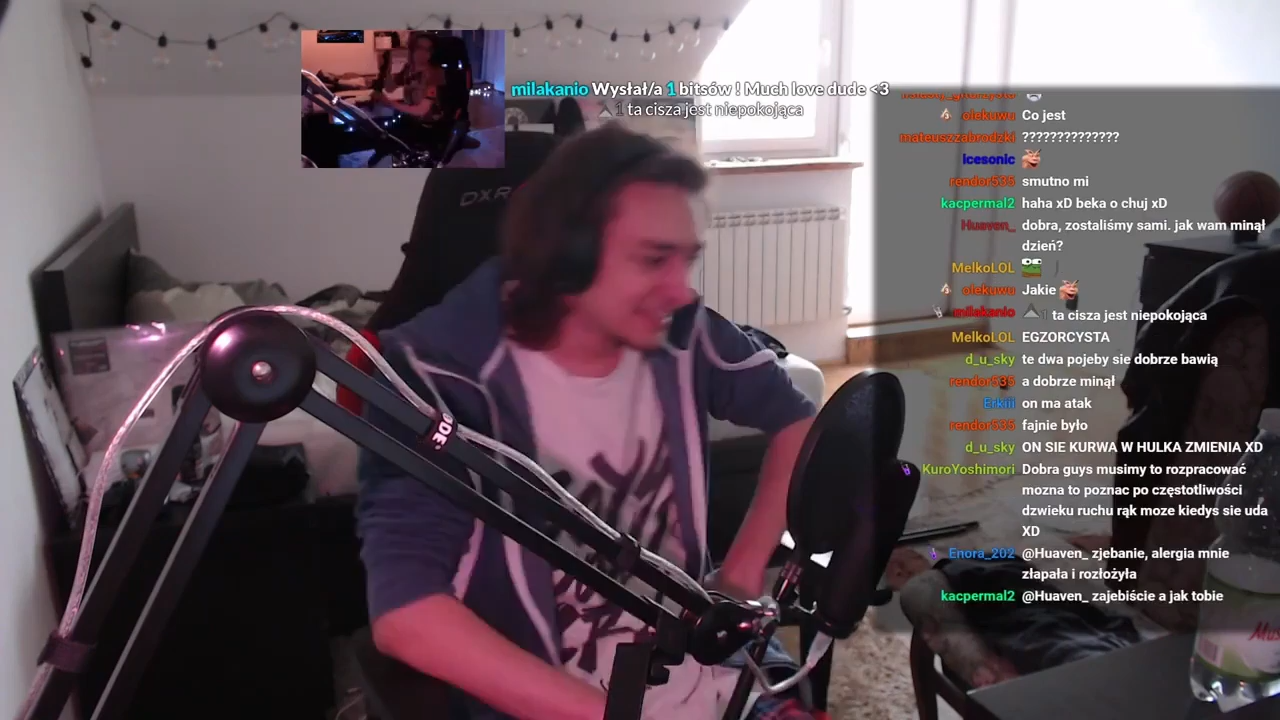 milakanio Wysłał/a 1 bitsów ! Much love dude <3
1 ta cisza jest niepokojąca
DXR
olekuwu Co jest
mateuszzabrodzki ??????????????
icesonic
rendor535 smutno mi
kacpermal2 haha xD beka o chuj xD
Huaven_ dobra, zostaliśmy sami. jak wam minął
dzień?
MelkoLOL
olekuwu Jakie
milakanio 1 ta cisza jest niepokojąca
MelkoLOL EGZORCYSTA
d_u_sky te dwa pojeby sie dobrze bawią
rendor535 a dobrze minął
Erkiii on ma atak
rendor535 fajnie było
d_u_sky ON SIE KURWA W HULKA ZMIENIA XD
KuroYoshimori Dobra guys musimy to rozpracować
mozna to poznac po częstotliwości
dzwieku ruchu rąk moze kiedys sie uda
XD
Enora_202 @Huaven_ zjebanie, alergia mnie
złapała i rozłożyła
kacpermal2 @Huaven_ zajebiście a jak tobie